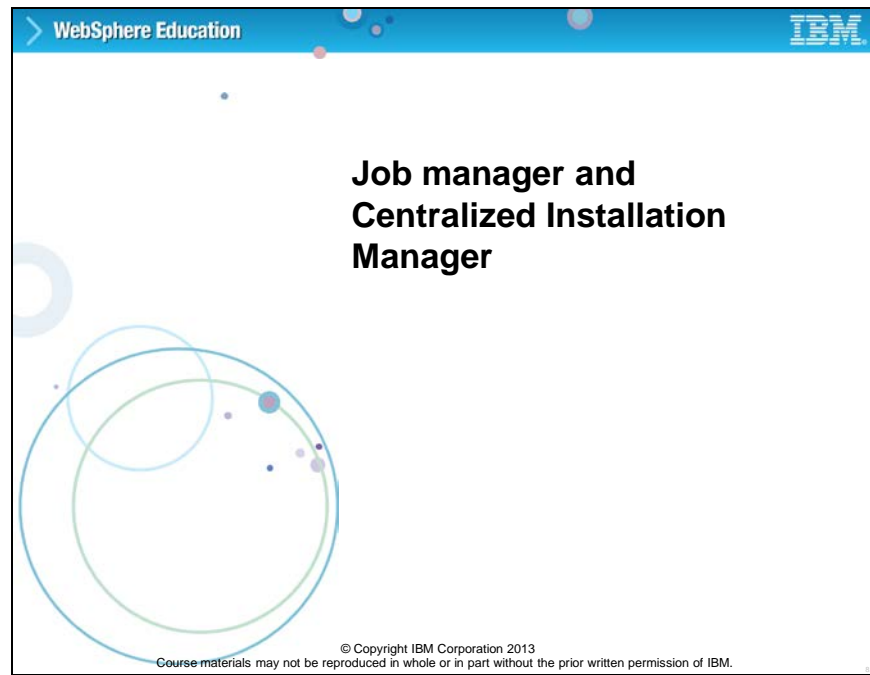 WebSphere Education
IBM®
Job manager and
Centralized Installation
Manager
© Copyright IBM Corporation 2013
Course materials may not be reproduced in whole or in part without the prior written permission of IBM.